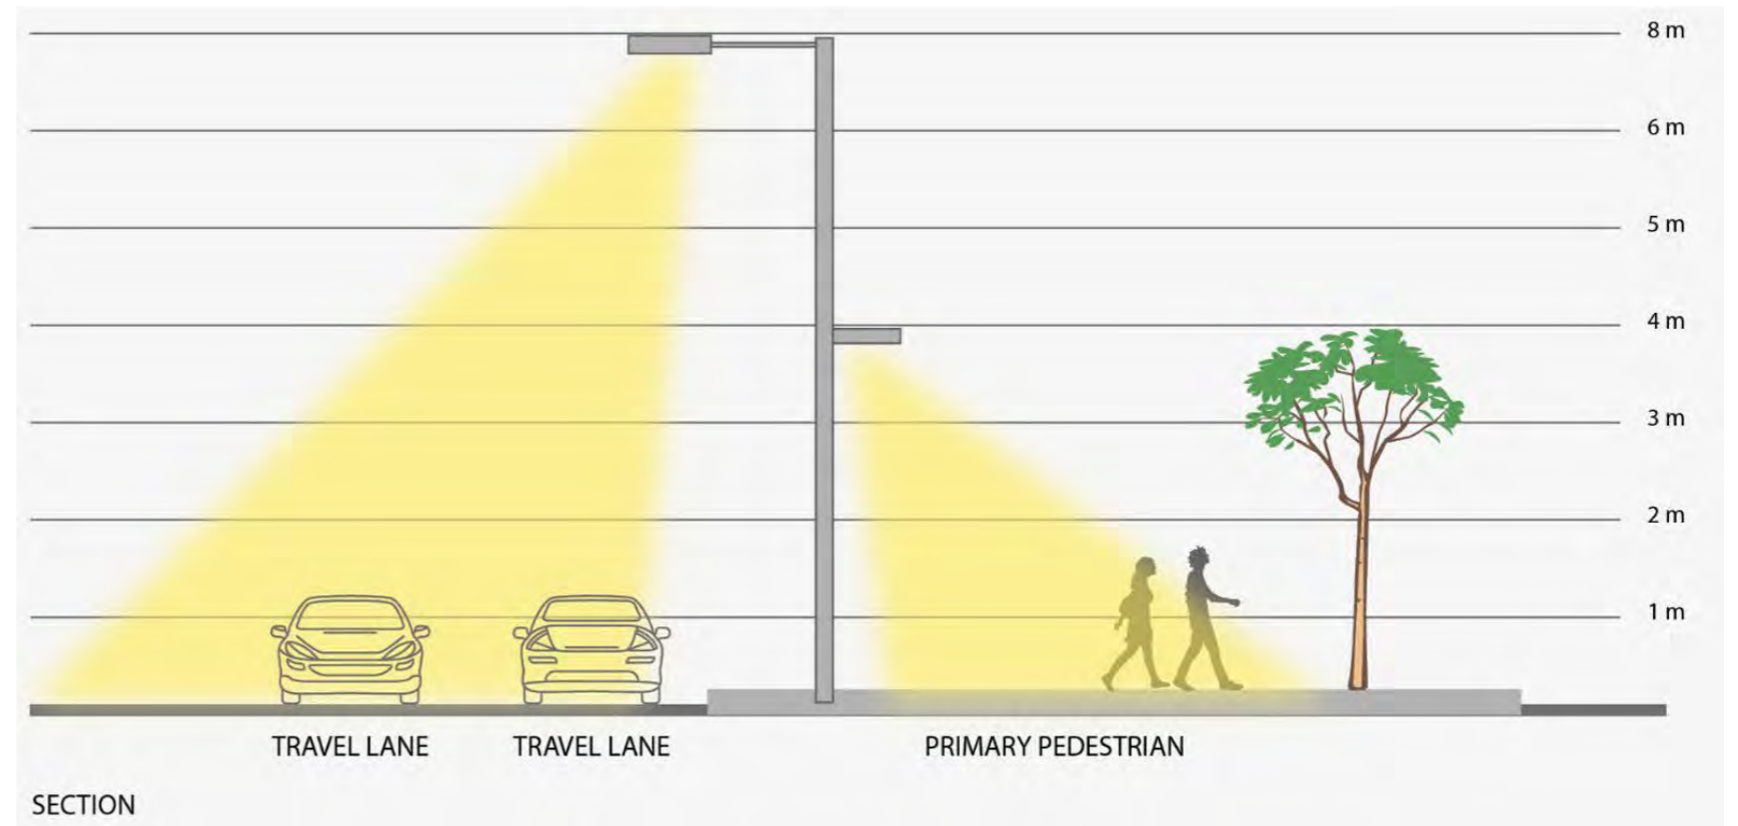 8 m
6 m
5 m
4 m
3 m
2 m
1 m
TRAVEL LANE TRAVEL LANE PRIMARY PEDESTRIAN
SECTION